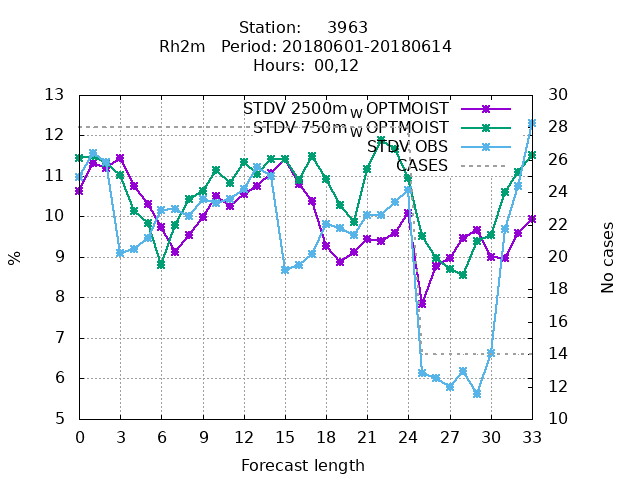 Station:     3963
Rh2m   Period: 20180601-20180614
Hours:  00,12
STDV 2500m_W OPTMOIST
STDV 750m_W OPTMOIST
STDV OBS
CASES
13
12
11
10
9
8
7
6
5
%
30
28
26
24
22
20
18
16
14
12
10
No cases
0 3 6 9 12 15 18 21 24 27 30 33
Forecast length